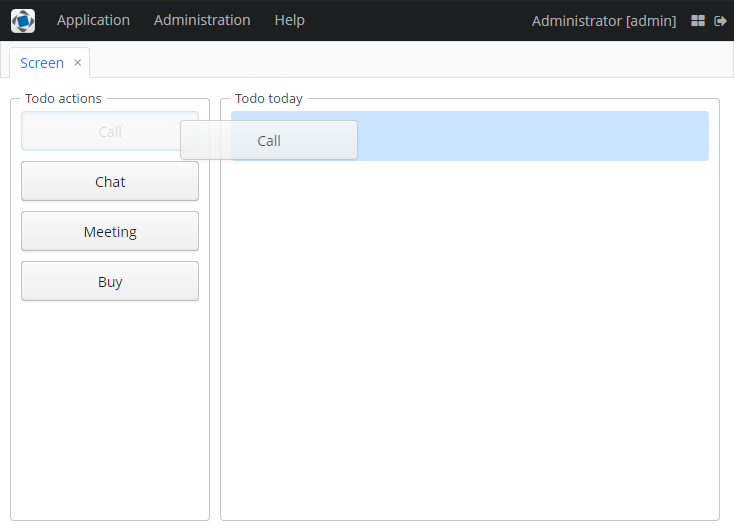 Application Administration Help Administrator [admin]
Screen ×
Todo actions
Call
Chat
Meeting
Buy
Todo today
Call